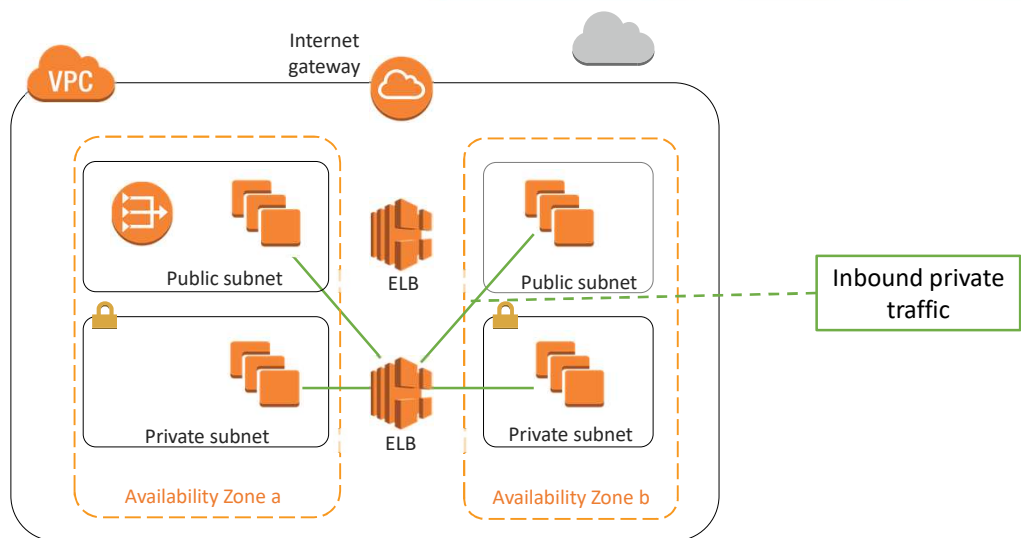 Internet
gateway
VPC
Public subnet
ELB
Public subnet
Inbound private
traffic
Private subnet
ELB
Private subnet
Availability Zone a
Availability Zone b